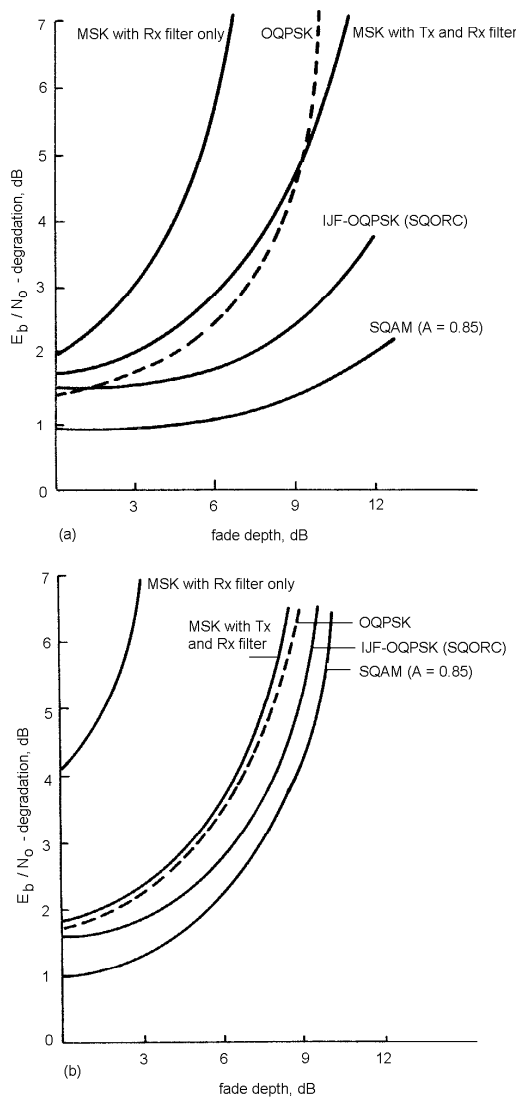 7
MSK with Rx filter only
OQPSK
MSK with Tx and Rx filter
6
5
4
IJF-OQPSK (SQORC)
3
SQAM (A = 0.85)
2
1
0
E_b / N_o - degradation, dB
3
6
9
12
(a)
fade depth, dB
7
MSK with Rx filter only
MSK with Tx
and Rx filter
OQPSK
6
IJF-OQPSK (SQORC)
SQAM (A = 0.85)
5
4
3
2
1
0
E_b / N_o - degradation, dB
3
6
9
12
(b)
fade depth, dB